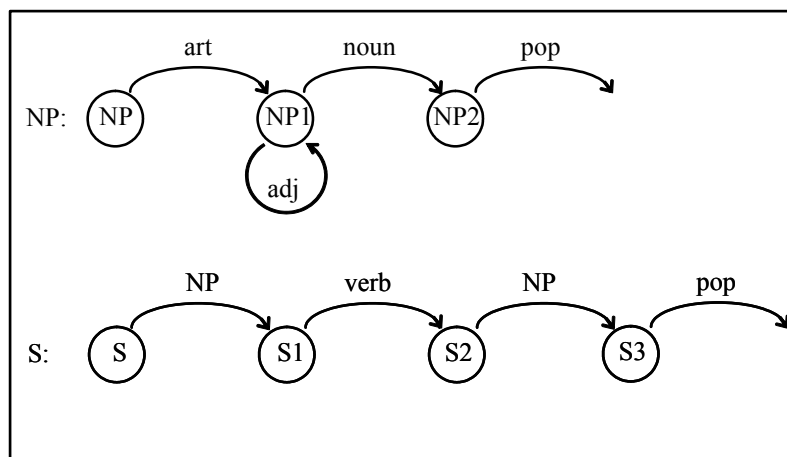 art noun pop
NP: NP NP1 NP2
adj
NP verb NP pop
S: S S1 S2 S3